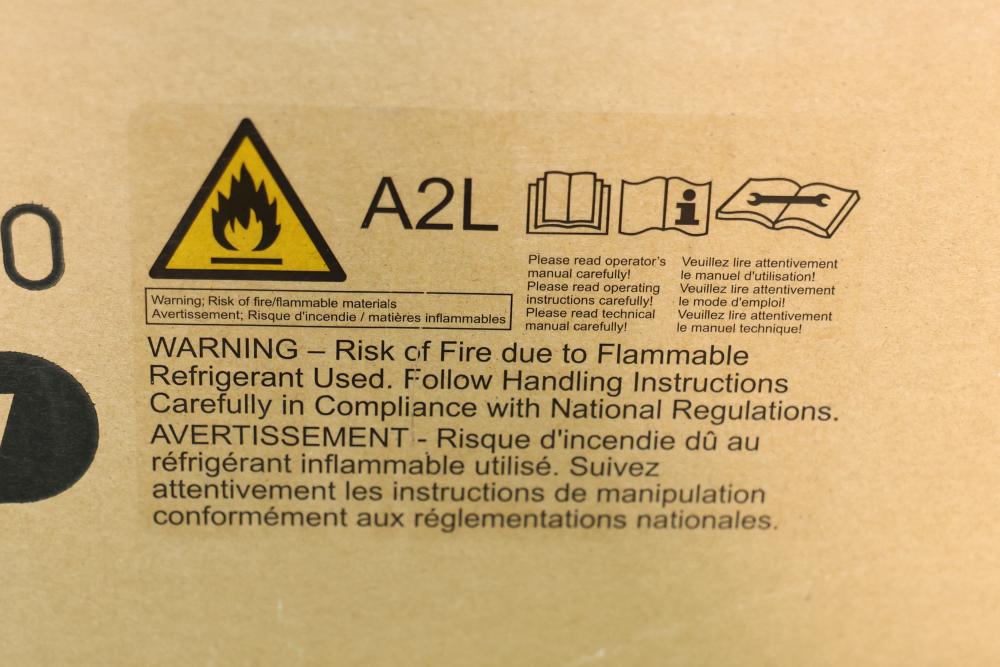 0
A2L
Please read operator's
manual carefully!
Please read operating
instructions carefully!
Please read technical
manual carefully!
Veuillez lire attentivement
le manuel d'utilisation!
Veuillez lire attentivement
le mode d'emploi!
Veuillez lire attentivement
le manuel technique!
Warning; Risk of fire/flammable materials
Avertissement; Risque d'incendie / matières inflammables
WARNING – Risk of Fire due to Flammable
Refrigerant Used. Follow Handling Instructions
Carefully in Compliance with National Regulations.
AVERTISSEMENT - Risque d'incendie dû au
réfrigérant inflammable utilisé. Suivez
attentivement les instructions de manipulation
conformément aux réglementations nationales.